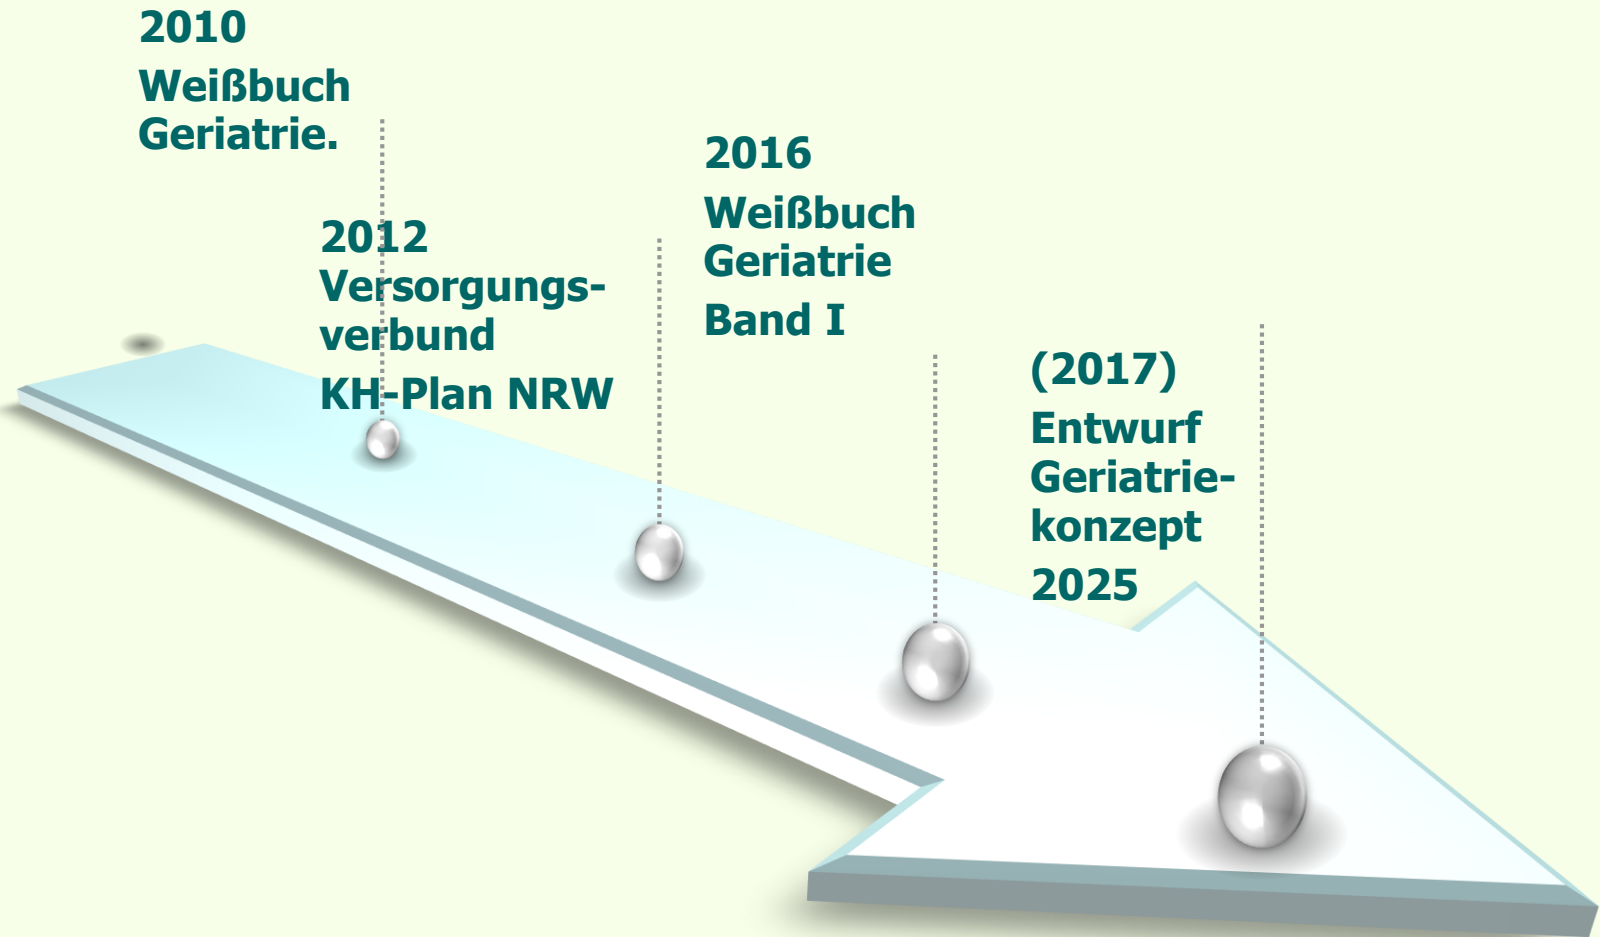 2010
Weißbuch
Geriatrie.
2012
Versorgungs-
verbund
KH-Plan NRW
2016
Weißbuch
Geriatrie
Band I
(2017)
Entwurf
Geriatrie-
konzept
2025